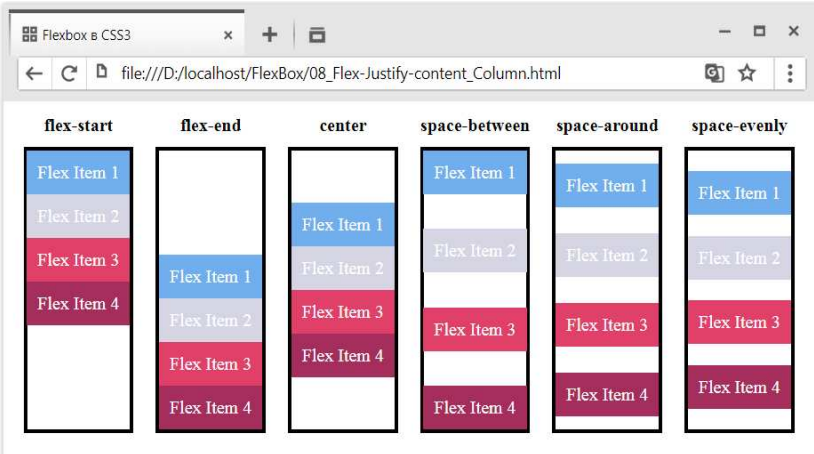 Flexbox в CSS3
file:///D:/localhost/FlexBox/08_Flex-Justify-content_Column.html
flex-start
Flex Item 1
Flex Item 2
Flex Item 3
Flex Item 4
flex-end
Flex Item 1
Flex Item 2
Flex Item 3
Flex Item 4
center
Flex Item 1
Flex Item 2
Flex Item 3
Flex Item 4
space-between
Flex Item 1
Flex Item 2
Flex Item 3
Flex Item 4
space-around
Flex Item 1
Flex Item 2
Flex Item 3
Flex Item 4
space-evenly
Flex Item 1
Flex Item 2
Flex Item 3
Flex Item 4